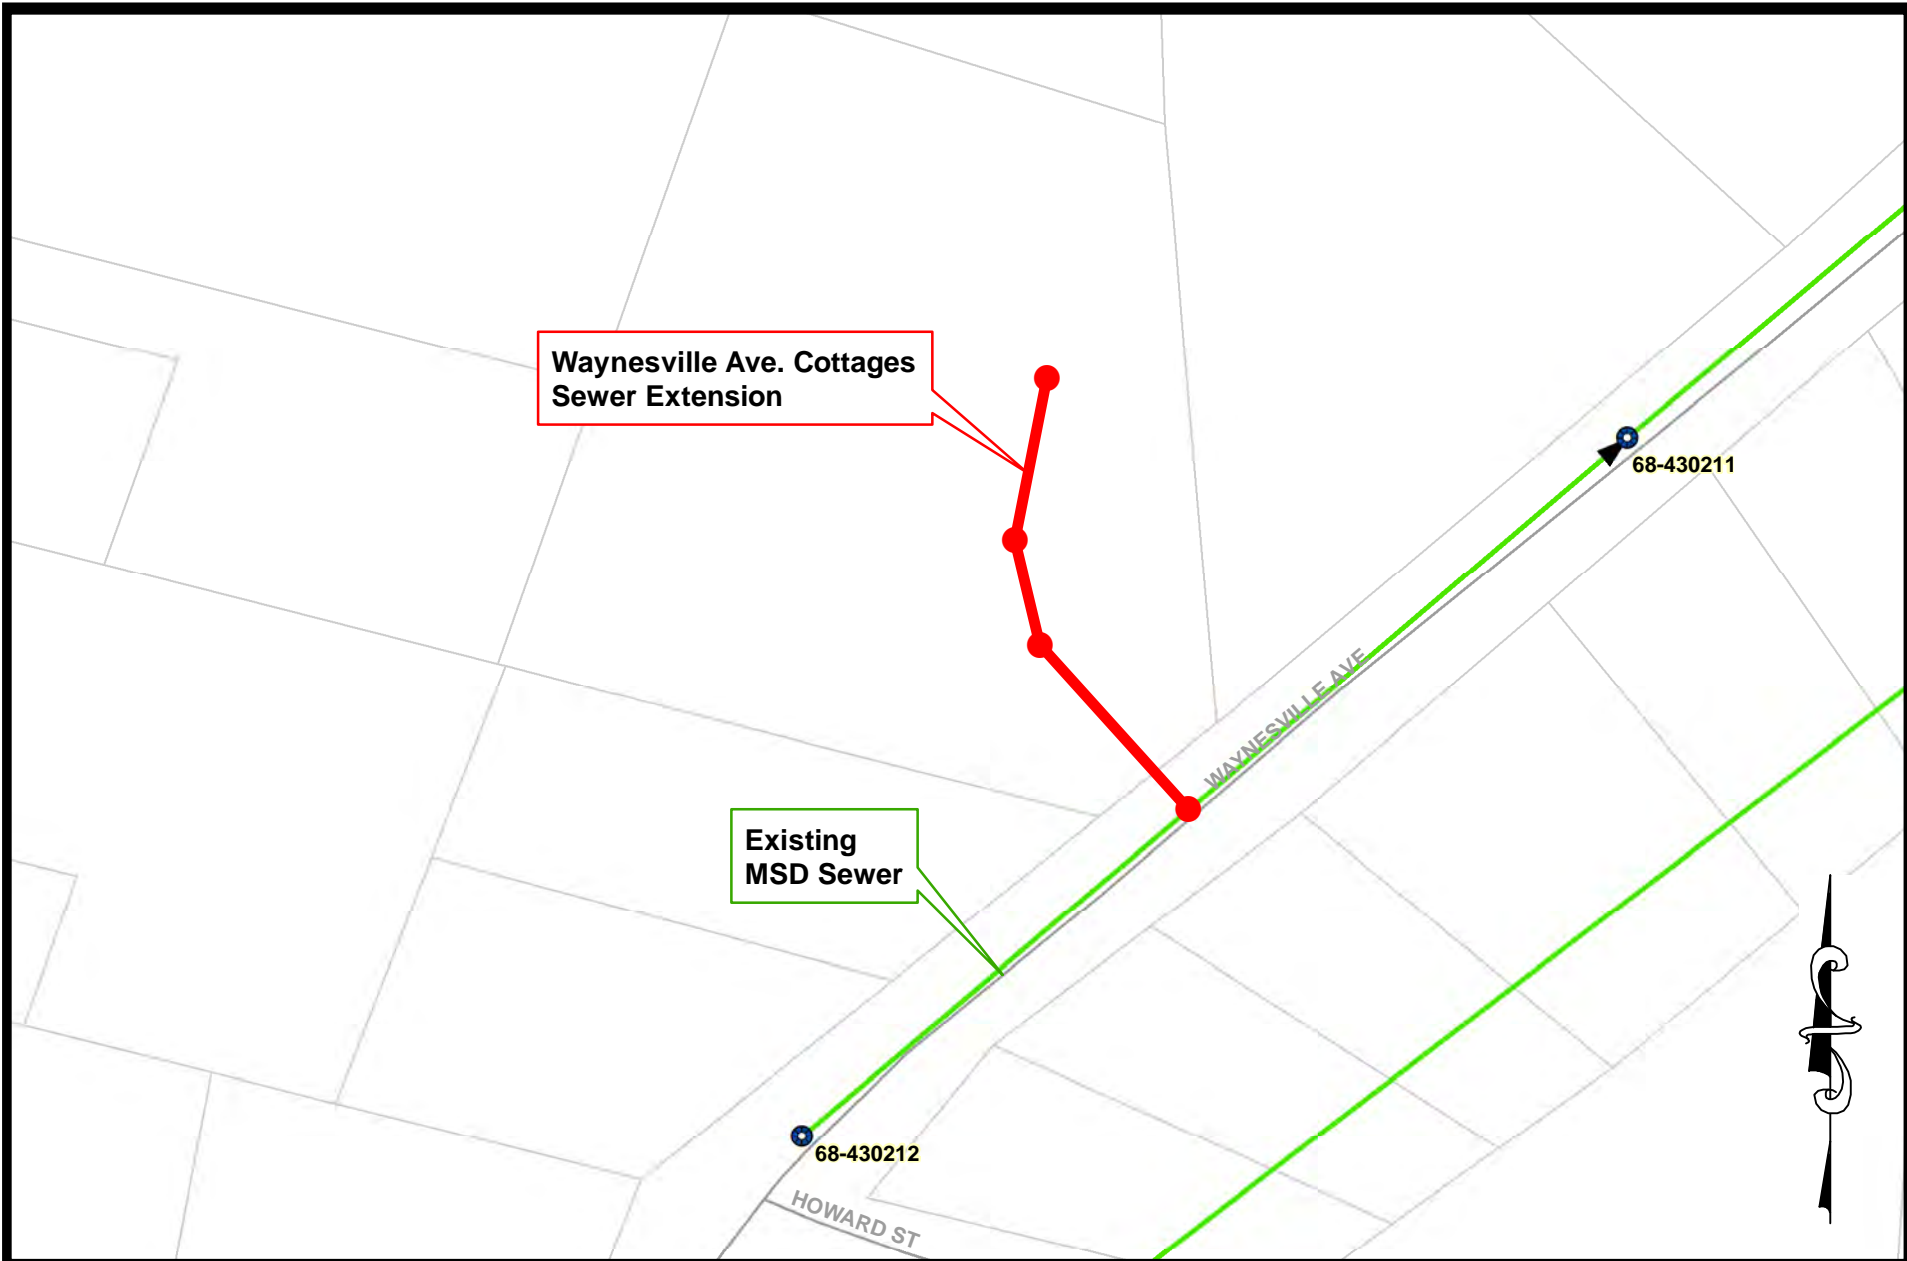 Waynesville Ave. Cottages
Sewer Extension
68-430211
WAYNESVILLE AVE
Existing
MSD Sewer
68-430212
HOWARD ST